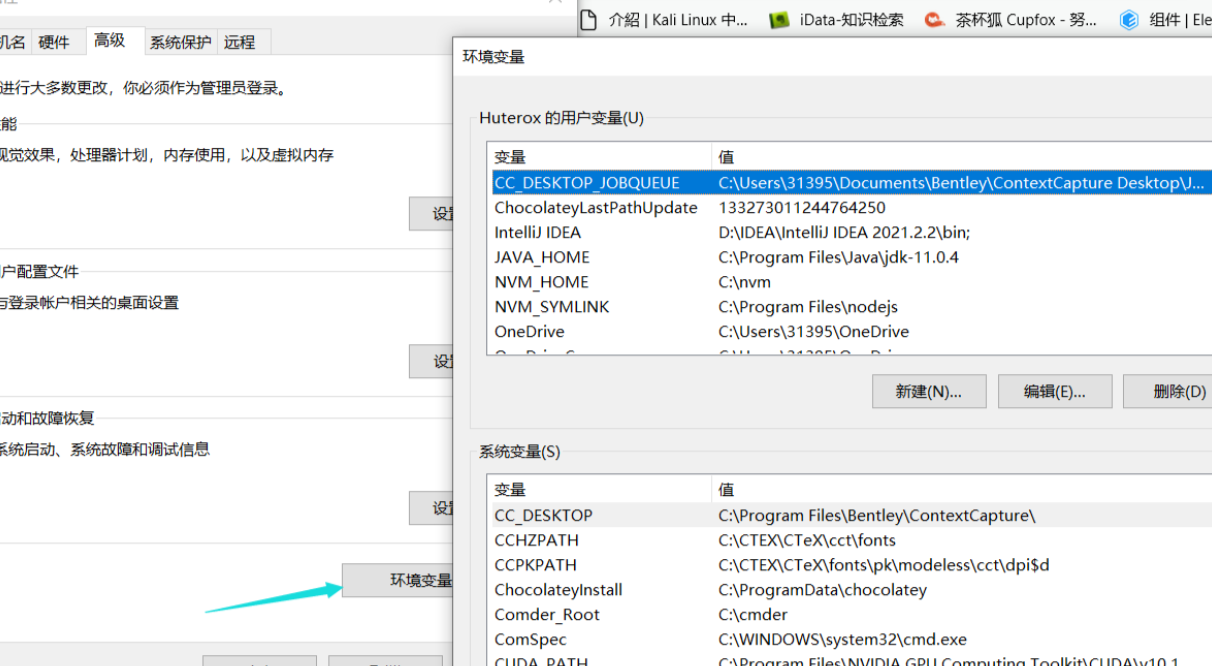 介紹 | Kali Linux 中...
iData-知识检索
茶杯狐 Cupfox - 努...
组件 | Ele
机名
硬件
高级
系统保护
远程
进行大多数更改，你必须作为管理员登录。
能
视觉效果，处理器计划，内存使用，以及虚拟内存
设置
户配置文件
与登录帐户相关的桌面设置
设置
动和故障恢复
系统启动、系统故障和调试信息
设置
环境变量
环境变量
Huterox 的用户变量(U)
变量 值
CC_DESKTOP_JOBQUEUE C:\Users\31395\Documents\Bentley\ContextCapture Desktop\J...
ChocolateyLastPathUpdate 133273011244764250
IntelliJ IDEA D:\IDEA\IntelliJ IDEA 2021.2.2\bin;
JAVA_HOME C:\Program Files\Java\jdk-11.0.4
NVM_HOME C:\nvm
NVM_SYMLINK C:\Program Files\nodejs
OneDrive C:\Users\31395\OneDrive
新建(N)...
编辑(E)...
删除(D)
系统变量(S)
变量 值
CC_DESKTOP C:\Program Files\Bentley\ContextCapture\
CCHZPATH C:\CTEX\CTeX\cct\fonts
CCPKPATH C:\CTEX\CTeX\fonts\pk\modeless\cct\dpi$d
ChocolateyInstall C:\ProgramData\chocolatey
Comder_Root C:\cmder
ComSpec C:\WINDOWS\system32\cmd.exe
CUDA_PATH C:\Program Files\NVIDIA GPU Computing Toolkit\CUDA\v10.1